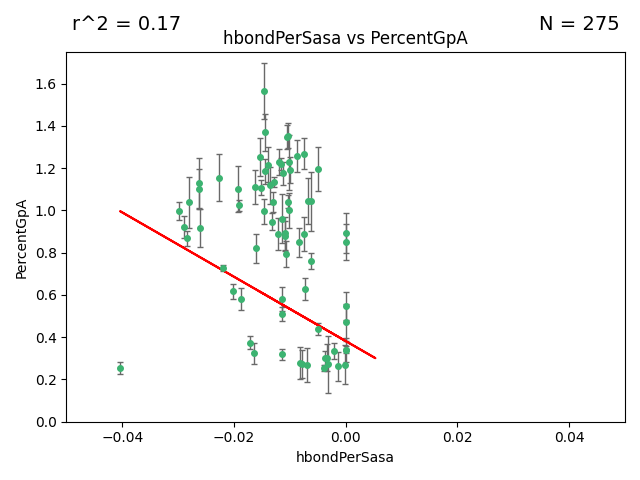 r^2 = 0.17
N = 275
hbondPerSasa vs PercentGpA
1.6
1.4
1.2
1.0
0.8
0.6
0.4
0.2
0.0
PercentGpA
−0.04
−0.02
0.00
0.02
0.04
hbondPerSasa